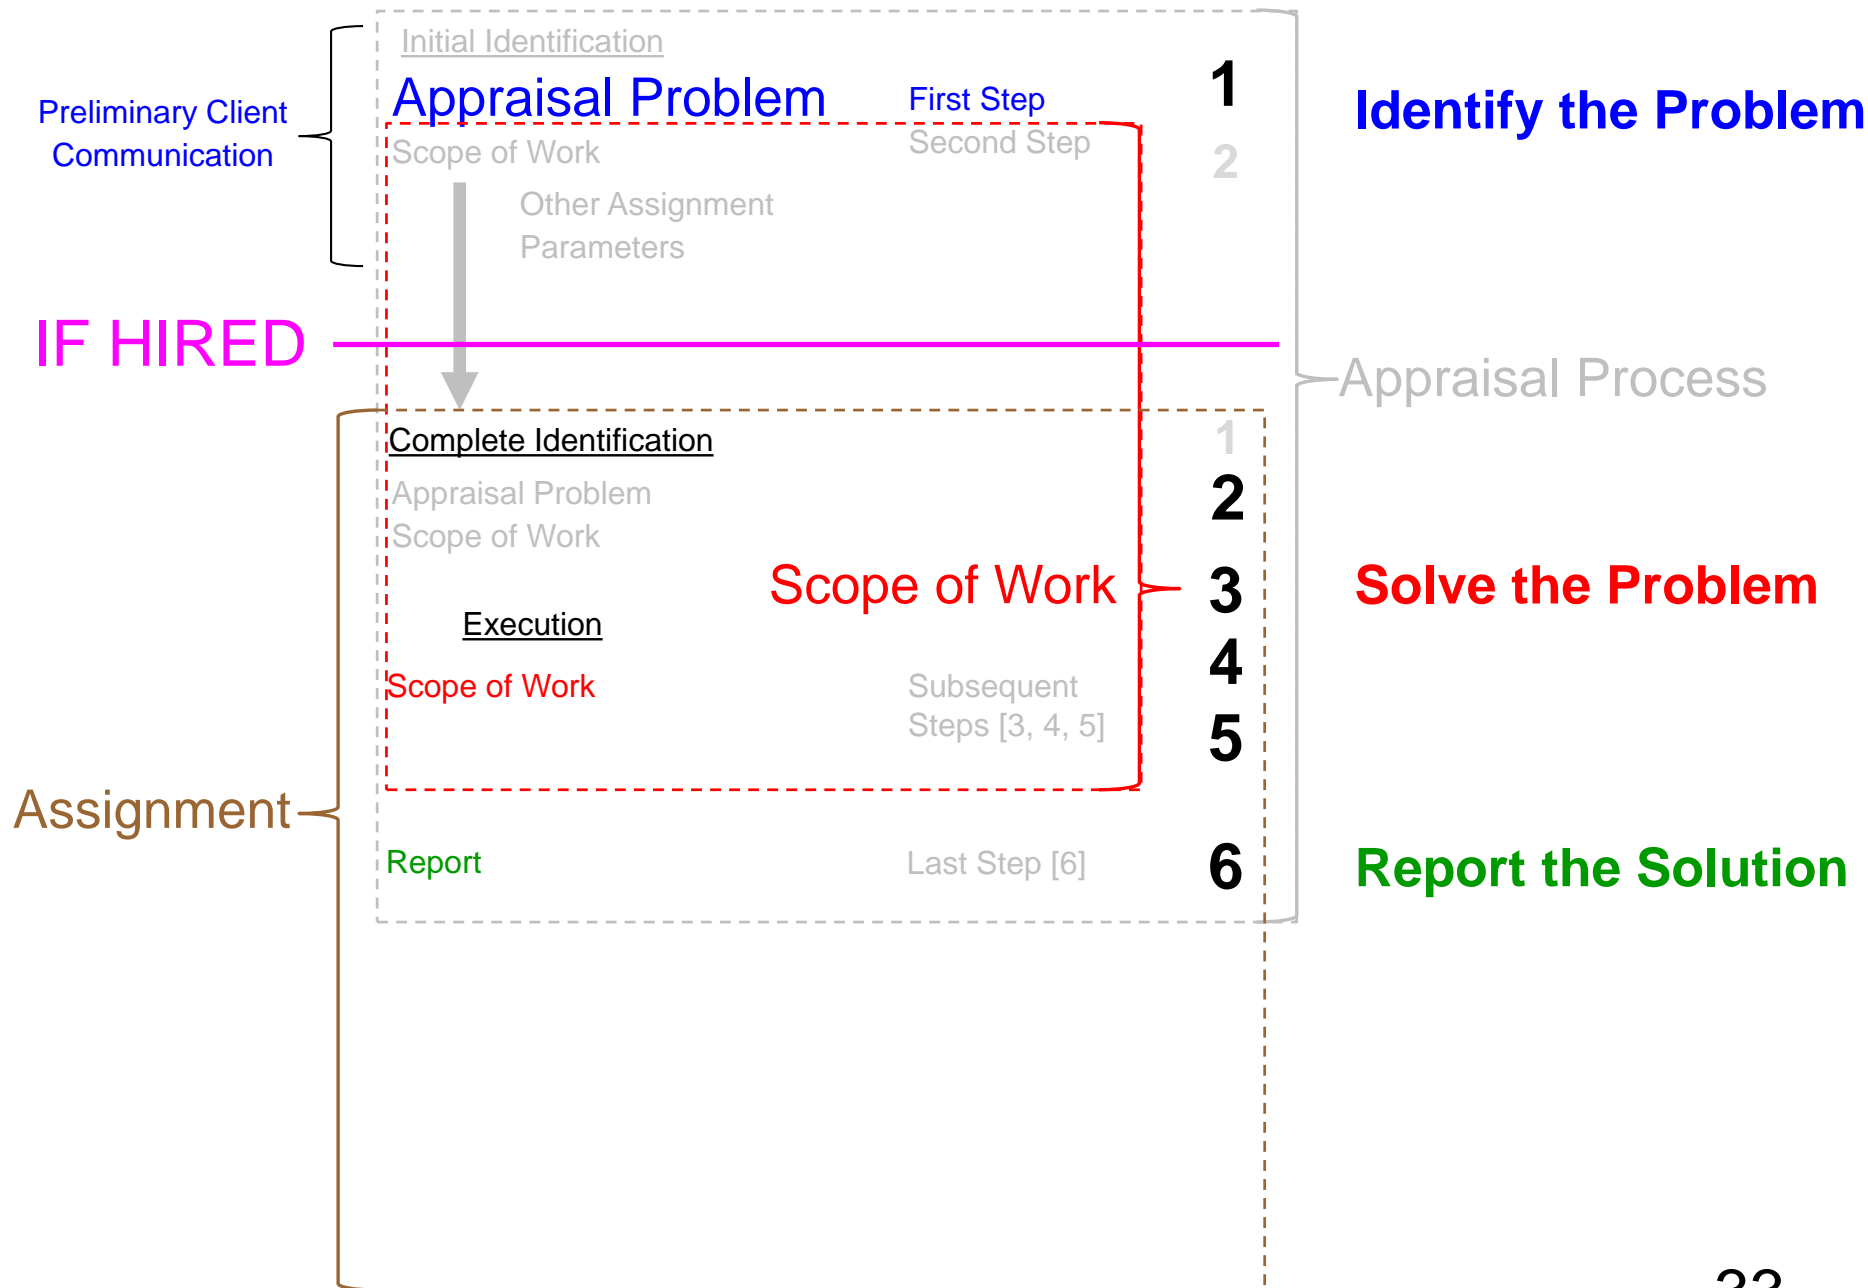 Initial Identification
Preliminary Client
Communication
Appraisal Problem
First Step
1
Identify the Problem
Scope of Work
Second Step
2
Other Assignment
Parameters
IF HIRED
Appraisal Process
Complete Identification
1
Appraisal Problem
2
Scope of Work
Scope of Work
3
Solve the Problem
Execution
4
Scope of Work
Subsequent
Steps [3, 4, 5]
5
Assignment
Report
Last Step [6]
6
Report the Solution